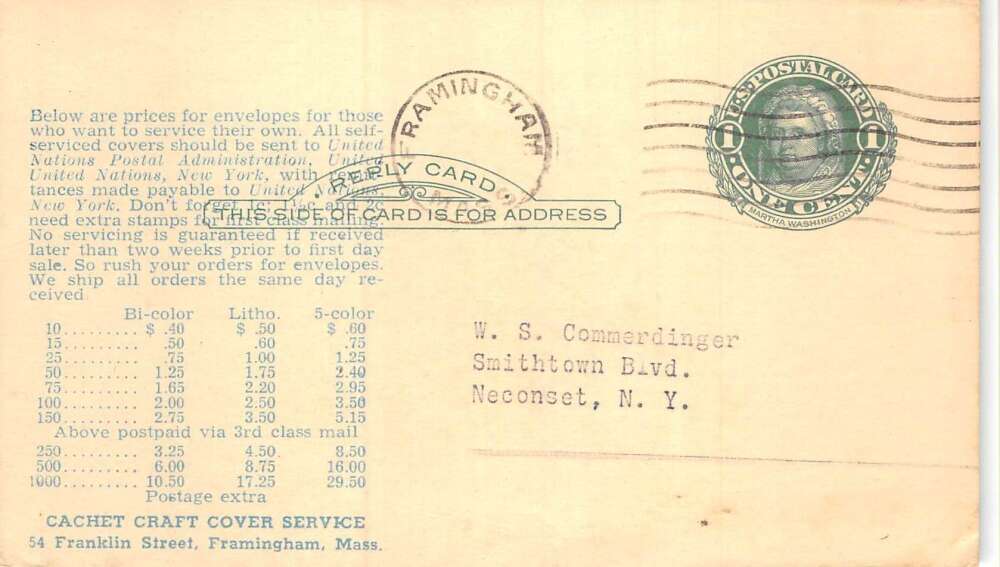 Below are prices for envelopes for those
who want to service their own. All self-
serviced covers should be sent to United
Nations Postal Administration, United
United Nations, New York, with remit-
tances made payable to United Nations,
New York. Don't forget 1c; 1½c and 2c
need extra stamps for first class mailing.
No servicing is guaranteed if received
later than two weeks prior to first day
sale. So rush your orders for envelopes.
We ship all orders the same day re-
ceived.
Bi-color Litho. 5-color
10......... $ .40 $ .50 $ .60
15......... .50 .60 .75
25......... .75 1.00 1.25
50......... 1.25 1.75 2.40
75......... 1.65 2.20 2.95
100......... 2.00 2.50 3.50
150......... 2.75 3.50 5.15
Above postpaid via 3rd class mail
250......... 3.25 4.50 8.50
500......... 6.00 8.75 16.00
1000......... 10.50 17.25 29.50
Postage extra
CACHET CRAFT COVER SERVICE
54 Franklin Street, Framingham, Mass.
FRAMINGHAM
REPLY CARD
THIS SIDE OF CARD IS FOR ADDRESS
U.S. POSTAL CARD
1 1
ONE CENT
MARTHA WASHINGTON
W. S. Commerdinger
Smithtown Blvd.
Neconset, N. Y.